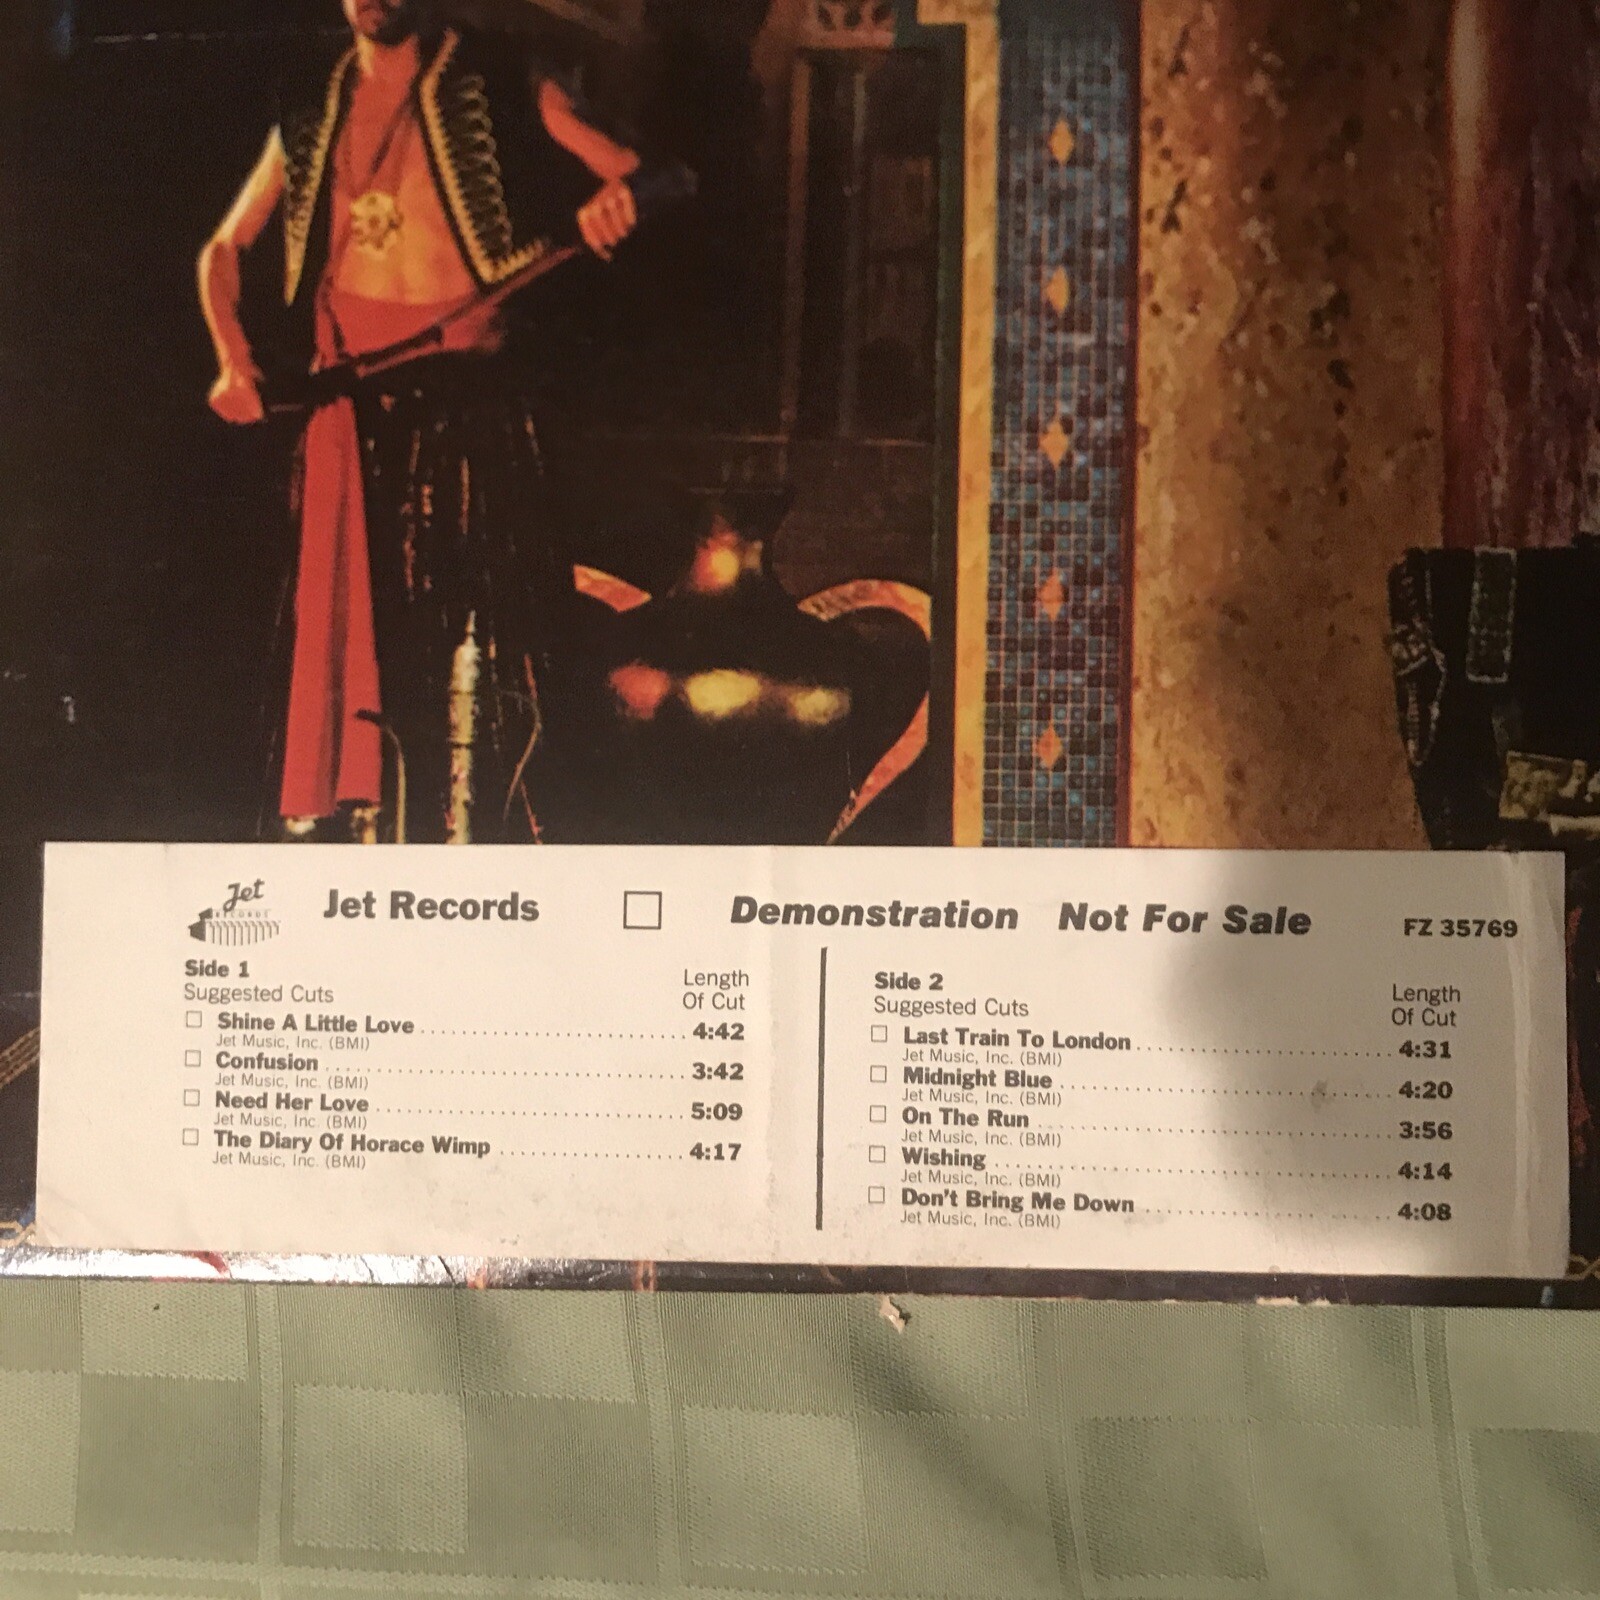 Jet
RECORDS
Jet Records Demonstration Not For Sale FZ 35769
Side 1
Suggested Cuts
Length
Of Cut
Shine A Little Love 4:42
Jet Music, Inc. (BMI)
Confusion 3:42
Jet Music, Inc. (BMI)
Need Her Love 5:09
Jet Music, Inc. (BMI)
The Diary Of Horace Wimp 4:17
Jet Music, Inc. (BMI)
Side 2
Suggested Cuts
Length
Of Cut
Last Train To London 4:31
Jet Music, Inc. (BMI)
Midnight Blue 4:20
Jet Music, Inc. (BMI)
On The Run 3:56
Jet Music, Inc. (BMI)
Wishing 4:14
Jet Music, Inc. (BMI)
Don't Bring Me Down 4:08
Jet Music, Inc. (BMI)